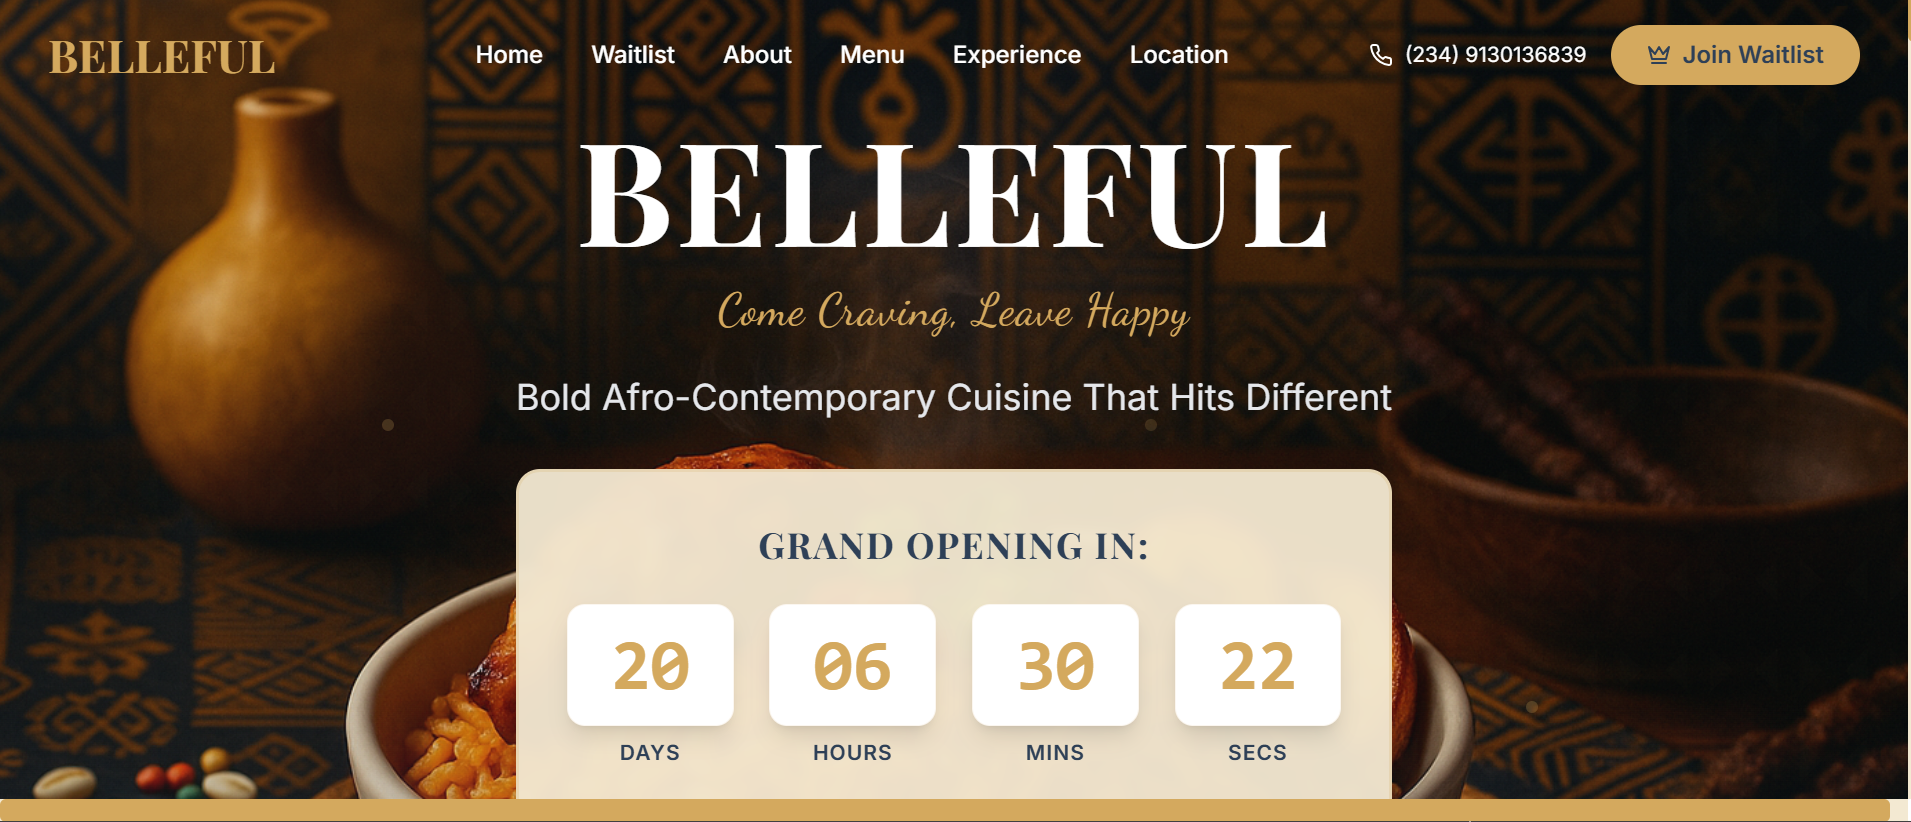 BELLEFUL
Home Waitlist About Menu Experience Location
(234) 9130136839
Join Waitlist
BELLEFUL
Come Craving, Leave Happy
Bold Afro-Contemporary Cuisine That Hits Different
GRAND OPENING IN:
20 06 30 22
DAYS HOURS MINS SECS